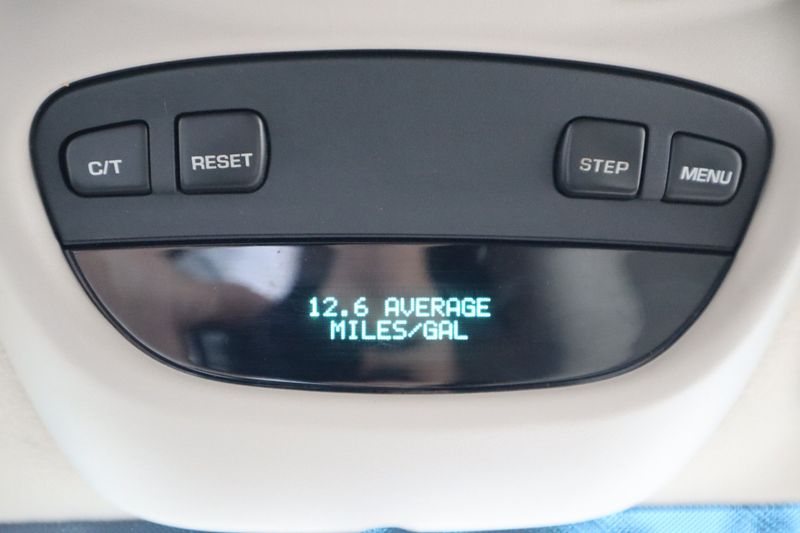 C/T
RESET
STEP
MENU
12.6 AVERAGE
MILES/GAL